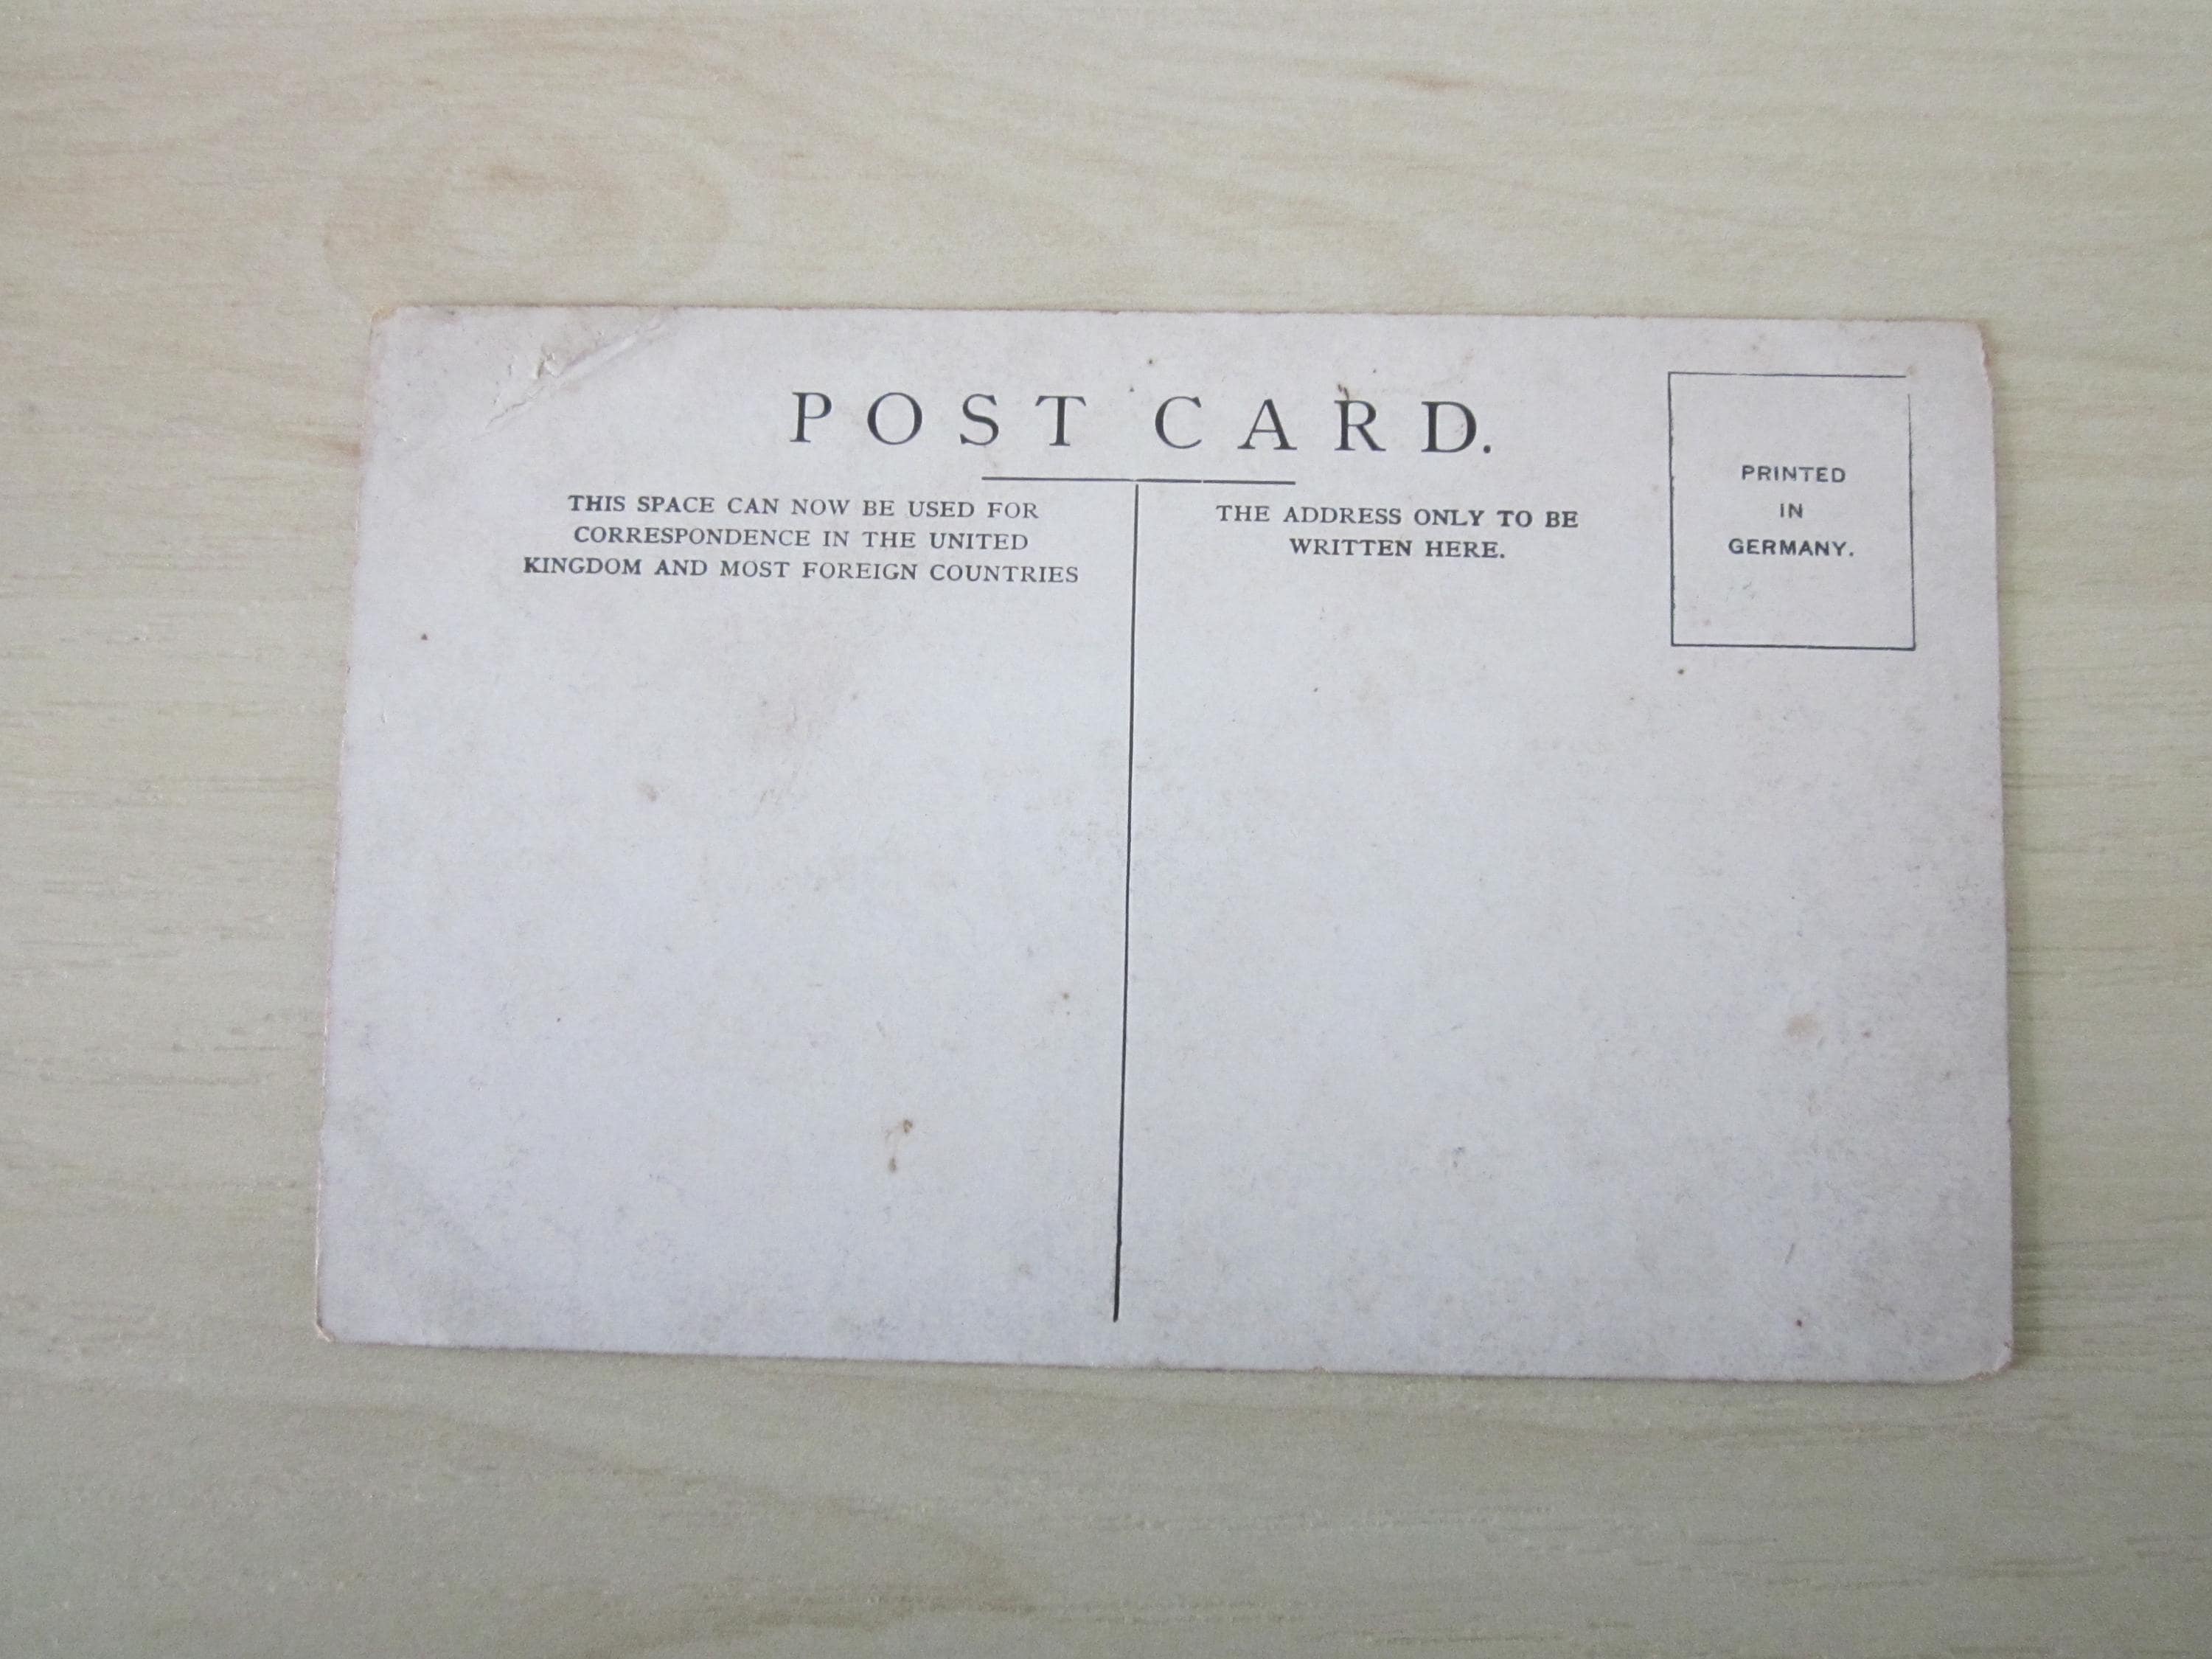 POST CARD.
THIS SPACE CAN NOW BE USED FOR
CORRESPONDENCE IN THE UNITED
KINGDOM AND MOST FOREIGN COUNTRIES
THE ADDRESS ONLY TO BE
WRITTEN HERE.
PRINTED
IN
GERMANY.